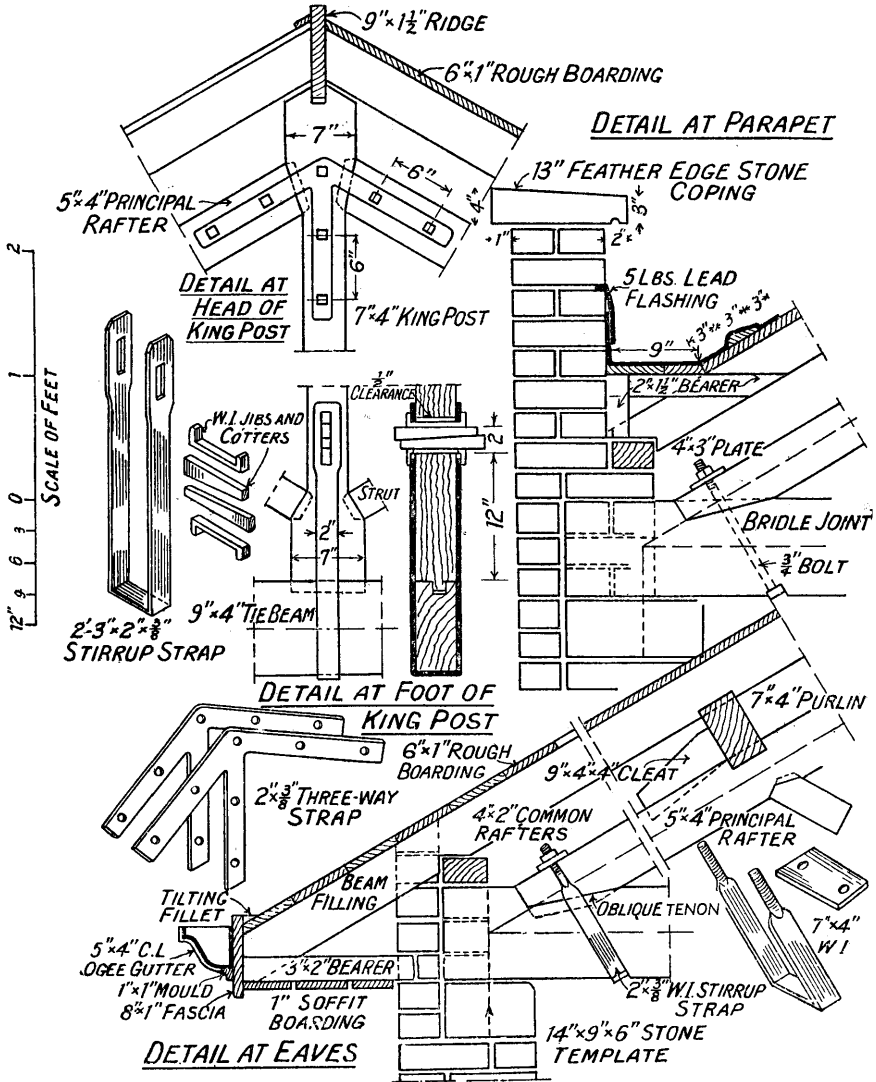 9"×1½" RIDGE
6"×1" ROUGH BOARDING
DETAIL AT PARAPET
7"
13" FEATHER EDGE STONE
COPING
6"
4"
3"
5"×4" PRINCIPAL
RAFTER
1"
2"
2
DETAIL AT
HEAD OF
KING POST
6"
7"×4" KING POST
5 LBS. LEAD
FLASHING
3" 3" 3"
9"
1
½"
CLEARANCE
2"×1½" BEARER
SCALE OF FEET
W.I. JIBS AND
COTTERS
2"
4"×3" PLATE
0
STRUT
12"
BRIDLE JOINT
3
2"
6
7"
¾" BOLT
9
12"
9"×4" TIE BEAM
2'-3"×2"×⅜"
STIRRUP STRAP
DETAIL AT FOOT OF
KING POST
7"×4" PURLIN
6"×1" ROUGH
BOARDING
9"×4"×4" CLEAT
2"×⅜" THREE-WAY
STRAP
4"×2" COMMON
RAFTERS
5"×4" PRINCIPAL
RAFTER
TILTING
FILLET
BEAM
FILLING
OBLIQUE TENON
7"×4"
W I
5"×4" C.I.
OGEE GUTTER
3"×2" BEARER
1"×1" MOULD
8"×1" FASCIA
1" SOFFIT
BOARDING
2"×⅜" W.I. STIRRUP
STRAP
14"×9"×6" STONE
TEMPLATE
DETAIL AT EAVES